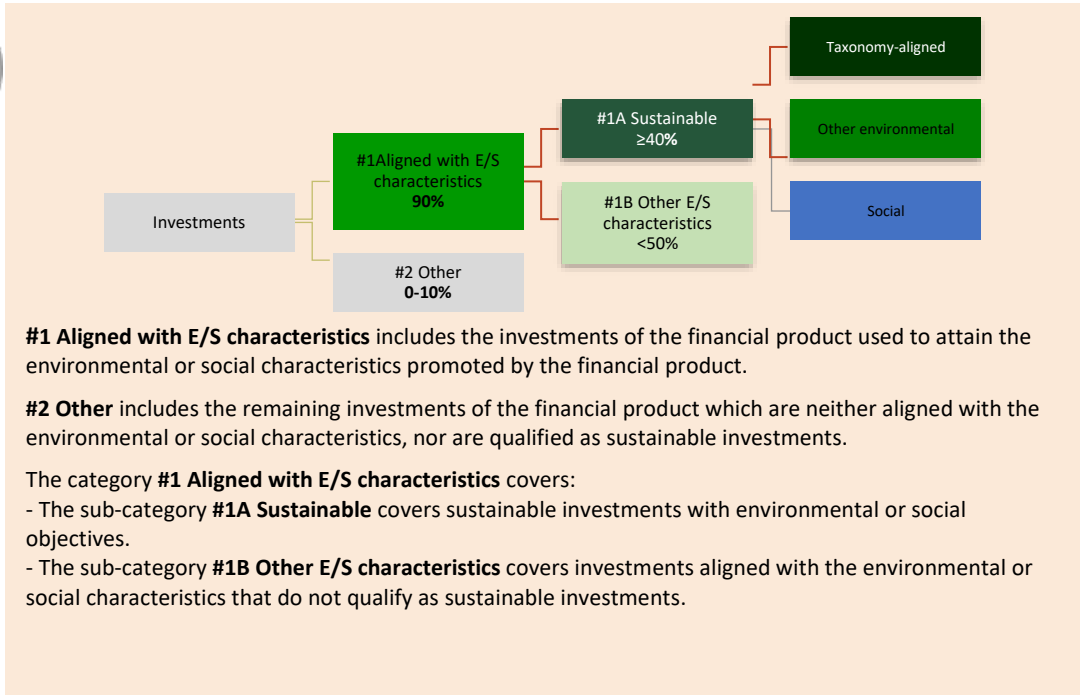 Taxonomy-aligned
#1A Sustainable
≥40%
Other environmental
#1Aligned with E/S
characteristics
90%
#1B Other E/S
characteristics
<50%
Social
Investments
#2 Other
0-10%
#1 Aligned with E/S characteristics includes the investments of the financial product used to attain the
environmental or social characteristics promoted by the financial product.
#2 Other includes the remaining investments of the financial product which are neither aligned with the
environmental or social characteristics, nor are qualified as sustainable investments.
The category #1 Aligned with E/S characteristics covers:
- The sub-category #1A Sustainable covers sustainable investments with environmental or social
objectives.
- The sub-category #1B Other E/S characteristics covers investments aligned with the environmental or
social characteristics that do not qualify as sustainable investments.